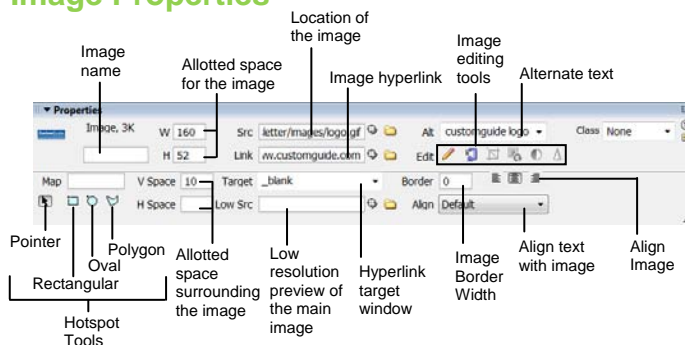 Image Properties
Location of
the image
Image
name
Allotted space
for the image
Image hyperlink
Image
editing
tools
Alternate text
Properties
Image, 3K
W 160
Src letter/images/logo.gif
Alt customguide logo
Class None
H 52
Link w.customguide.com
Edit
Map
V Space 10
Target _blank
Border 0
H Space
Low Src
Align Default
Pointer
Polygon
Oval
Rectangular
Hotspot
Tools
Allotted
space
surrounding
the image
Low
resolution
preview of
the main
image
Hyperlink
target
window
Image
Border
Width
Align text
with image
Align
Image